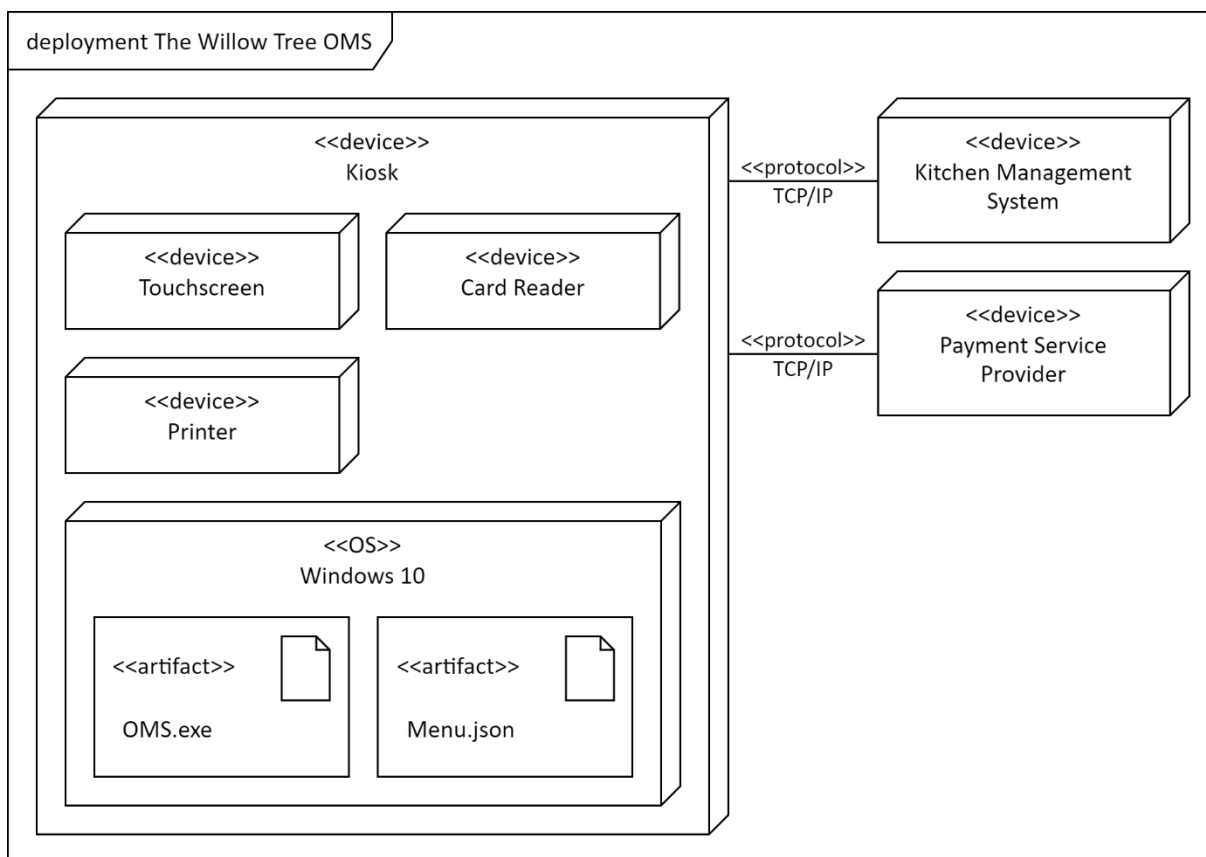 deployment The Willow Tree OMS
<<device>>
Kiosk
<<device>>
Touchscreen
<<device>>
Card Reader
<<device>>
Printer
<<OS>>
Windows 10
<<artifact>>
OMS.exe
<<artifact>>
Menu.json
<<protocol>>
TCP/IP
<<device>>
Kitchen Management
System
<<protocol>>
TCP/IP
<<device>>
Payment Service
Provider